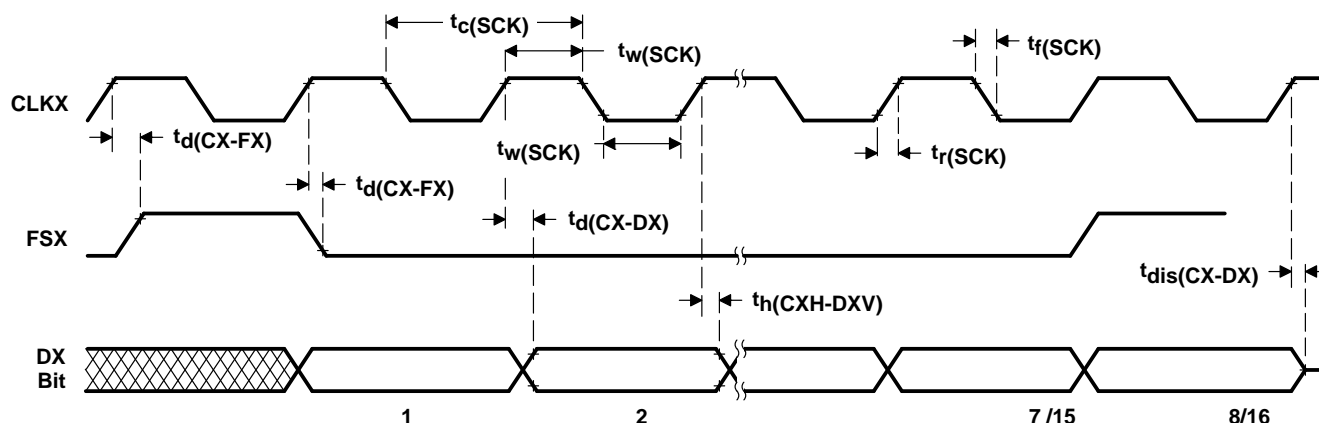 tc(SCK)
tw(SCK)
tf(SCK)
CLKX
td(CX-FX)
tw(SCK)
tr(SCK)
td(CX-FX)
td(CX-DX)
FSX
tdis(CX-DX)
th(CXH-DXV)
DX
Bit
1 2 7 /15 8/16